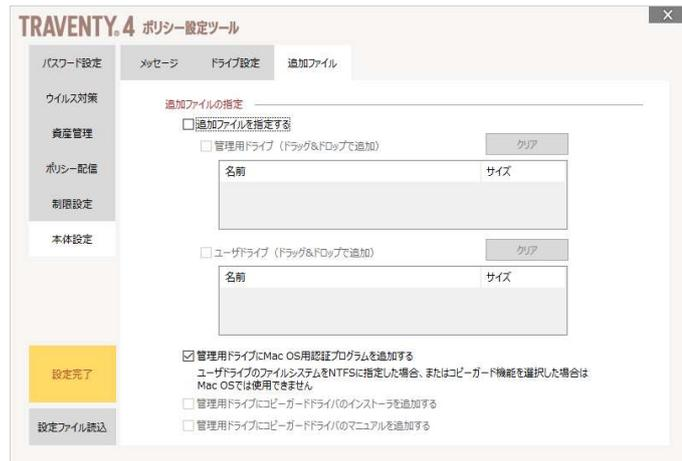 TRAVENTY. 4 ポリシー設定ツール
パスワード設定
メッセージ
ドライブ設定
追加ファイル
ウイルス対策
資産管理
ポリシー配信
制限設定
本体設定
設定完了
設定ファイル読込
追加ファイルの指定
追加ファイルを指定する
管理用ドライブ（ドラッグ&ドロップで追加）
クリア
名前
サイズ
ユーザドライブ（ドラッグ&ドロップで追加）
クリア
名前
サイズ
管理用ドライブにMac OS用認証プログラムを追加する
ユーザドライブのファイルシステムをNTFSに指定した場合、またはコピーガード機能を選択した場合は
Mac OSでは使用できません
管理用ドライブにコピーガードドライバのインストーラを追加する
管理用ドライブにコピーガードドライバのマニュアルを追加する